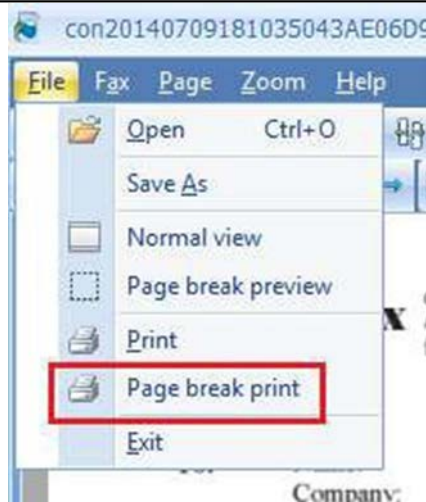 con20140709181035043AE06D9
File Fax Page Zoom Help
Open Ctrl+O
Save As
Normal view
Page break preview
Print
Page break print
Exit
Company: